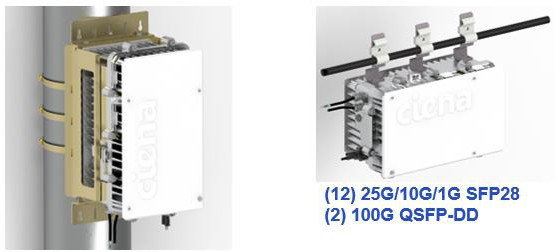 ciena
ciena
(12) 25G/10G/1G SFP28
(2) 100G QSFP-DD